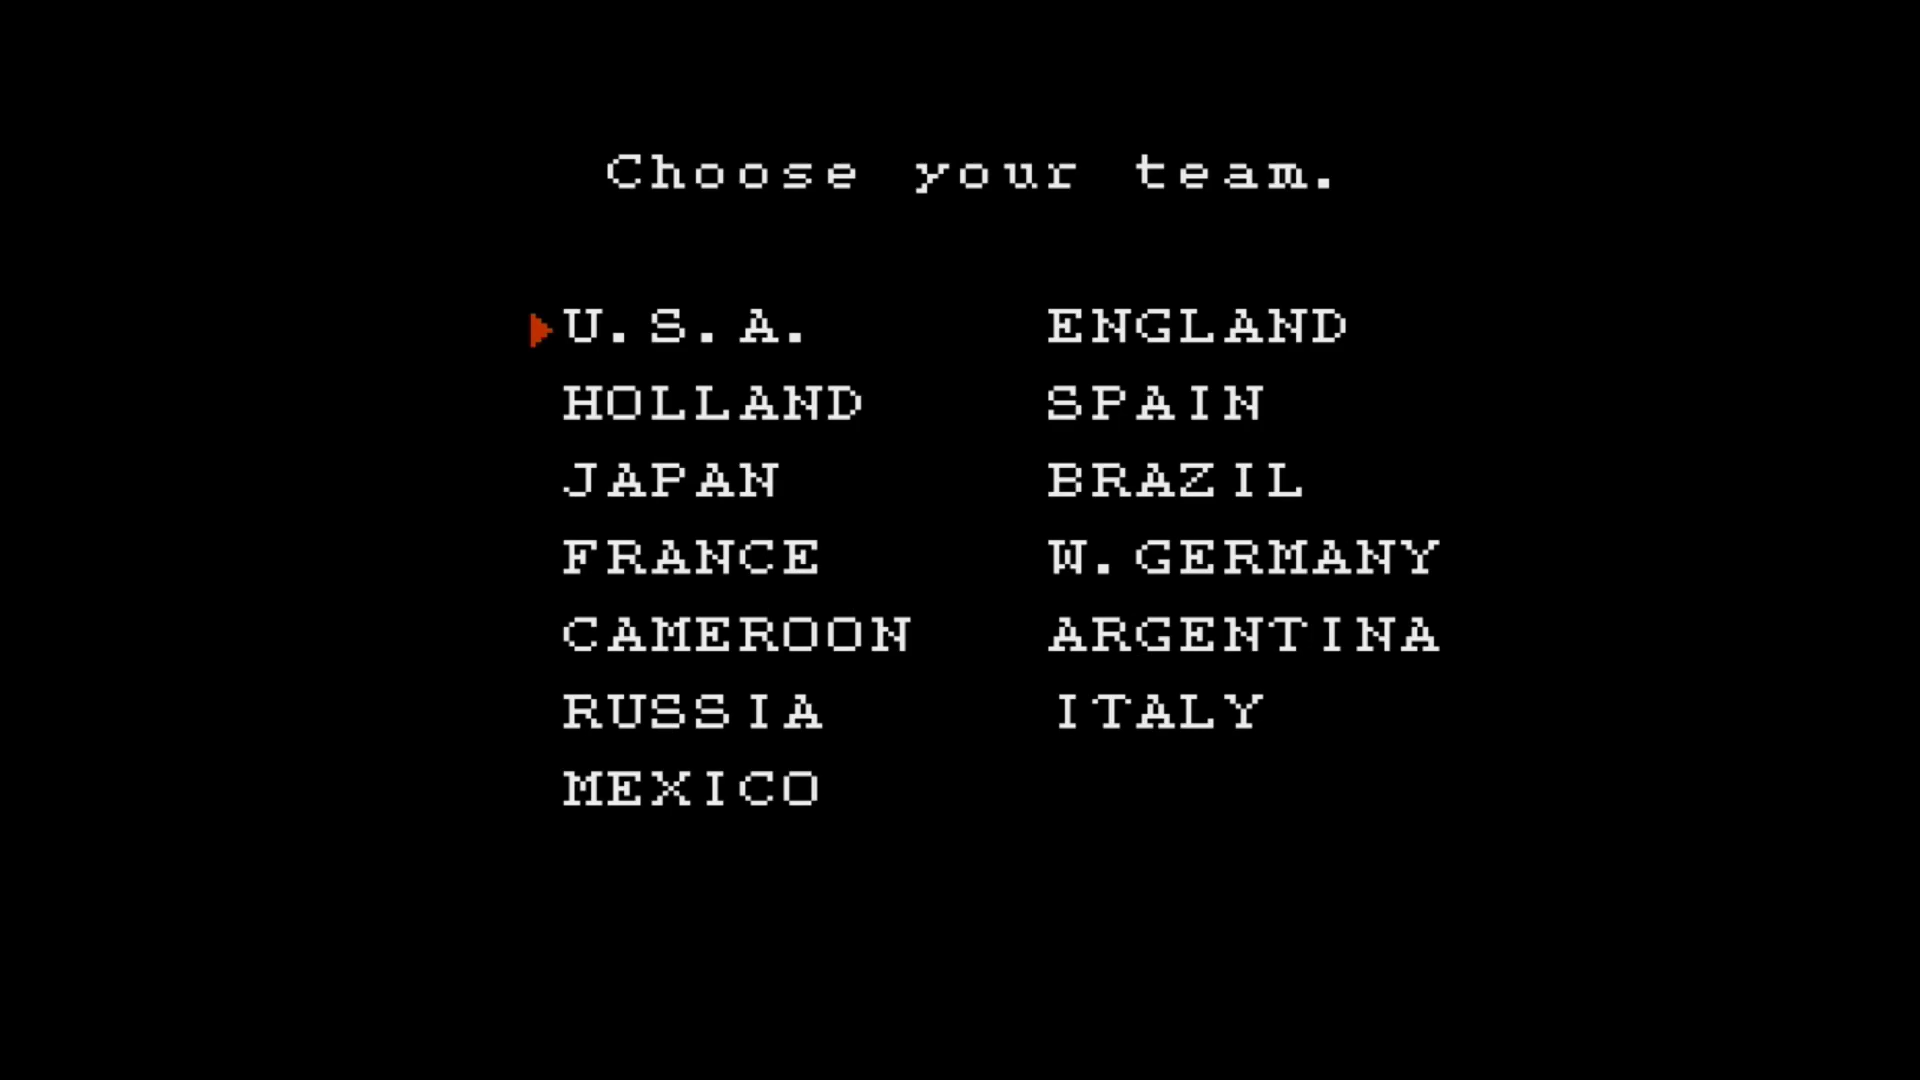 Choose your team.
U.S.A. ENGLAND
HOLLAND SPAIN
JAPAN BRAZIL
FRANCE W.GERMANY
CAMEROON ARGENTINA
RUSSIA ITALY
MEXICO